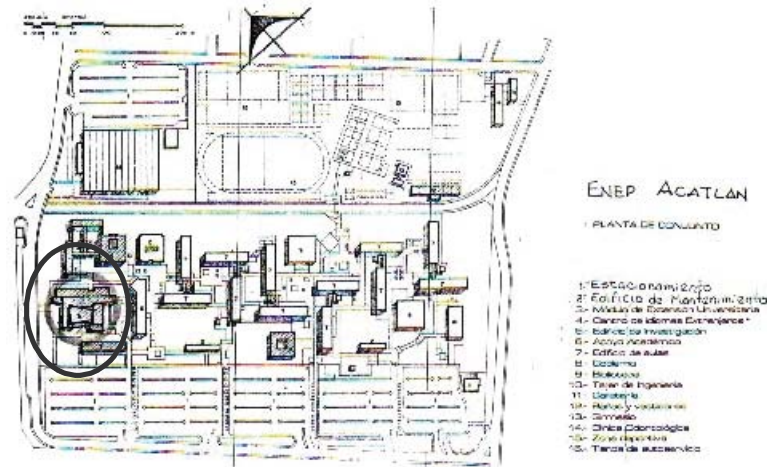 ENEP ACATLAN
PLANTA DE CONJUNTO
1- Estacionamiento
2- Edificio de Mantenimiento
3- Módulo de Extensión Universitaria
4- Centro de Idiomas Extranjeros
5- Edificio de Investigación
6- Apoyo Académico
7- Edificio de aulas
8- Gobierno
9- Biblioteca
10- Taller de Ingeniería
11- Cafetería
12- Baños y vestidores
13- Gimnasio
14- Clínica Odontológica
15- Zona deportiva
16- Tienda de autoservicio